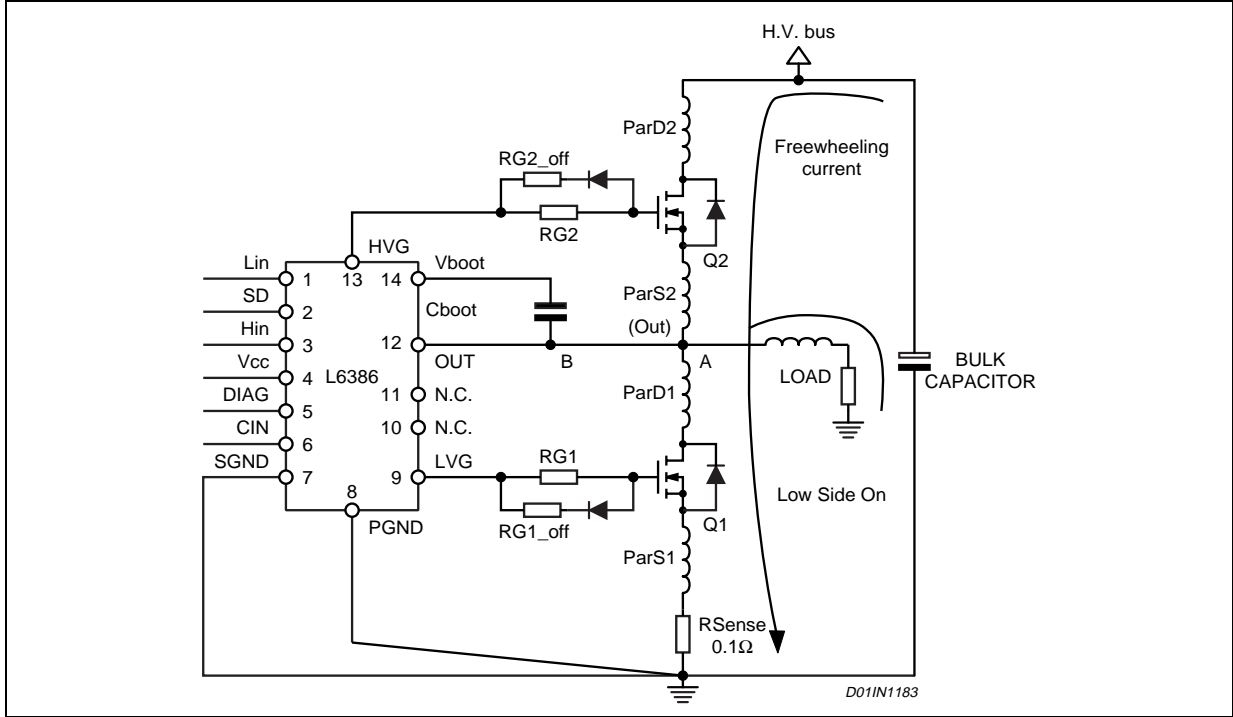 H.V. bus
ParD2
Freewheeling
current
RG2_off
RG2
Q2
HVG
13
Lin
1
SD
2
Hin
3
Vcc
4
DIAG
5
CIN
6
SGND
7
L6386
14
Vboot
Cboot
12
OUT
11
N.C.
10
N.C.
9
LVG
8
PGND
ParS2
(Out)
B
A
LOAD
BULK
CAPACITOR
ParD1
RG1
RG1_off
Q1
Low Side On
ParS1
RSense
0.1Ω
D01IN1183